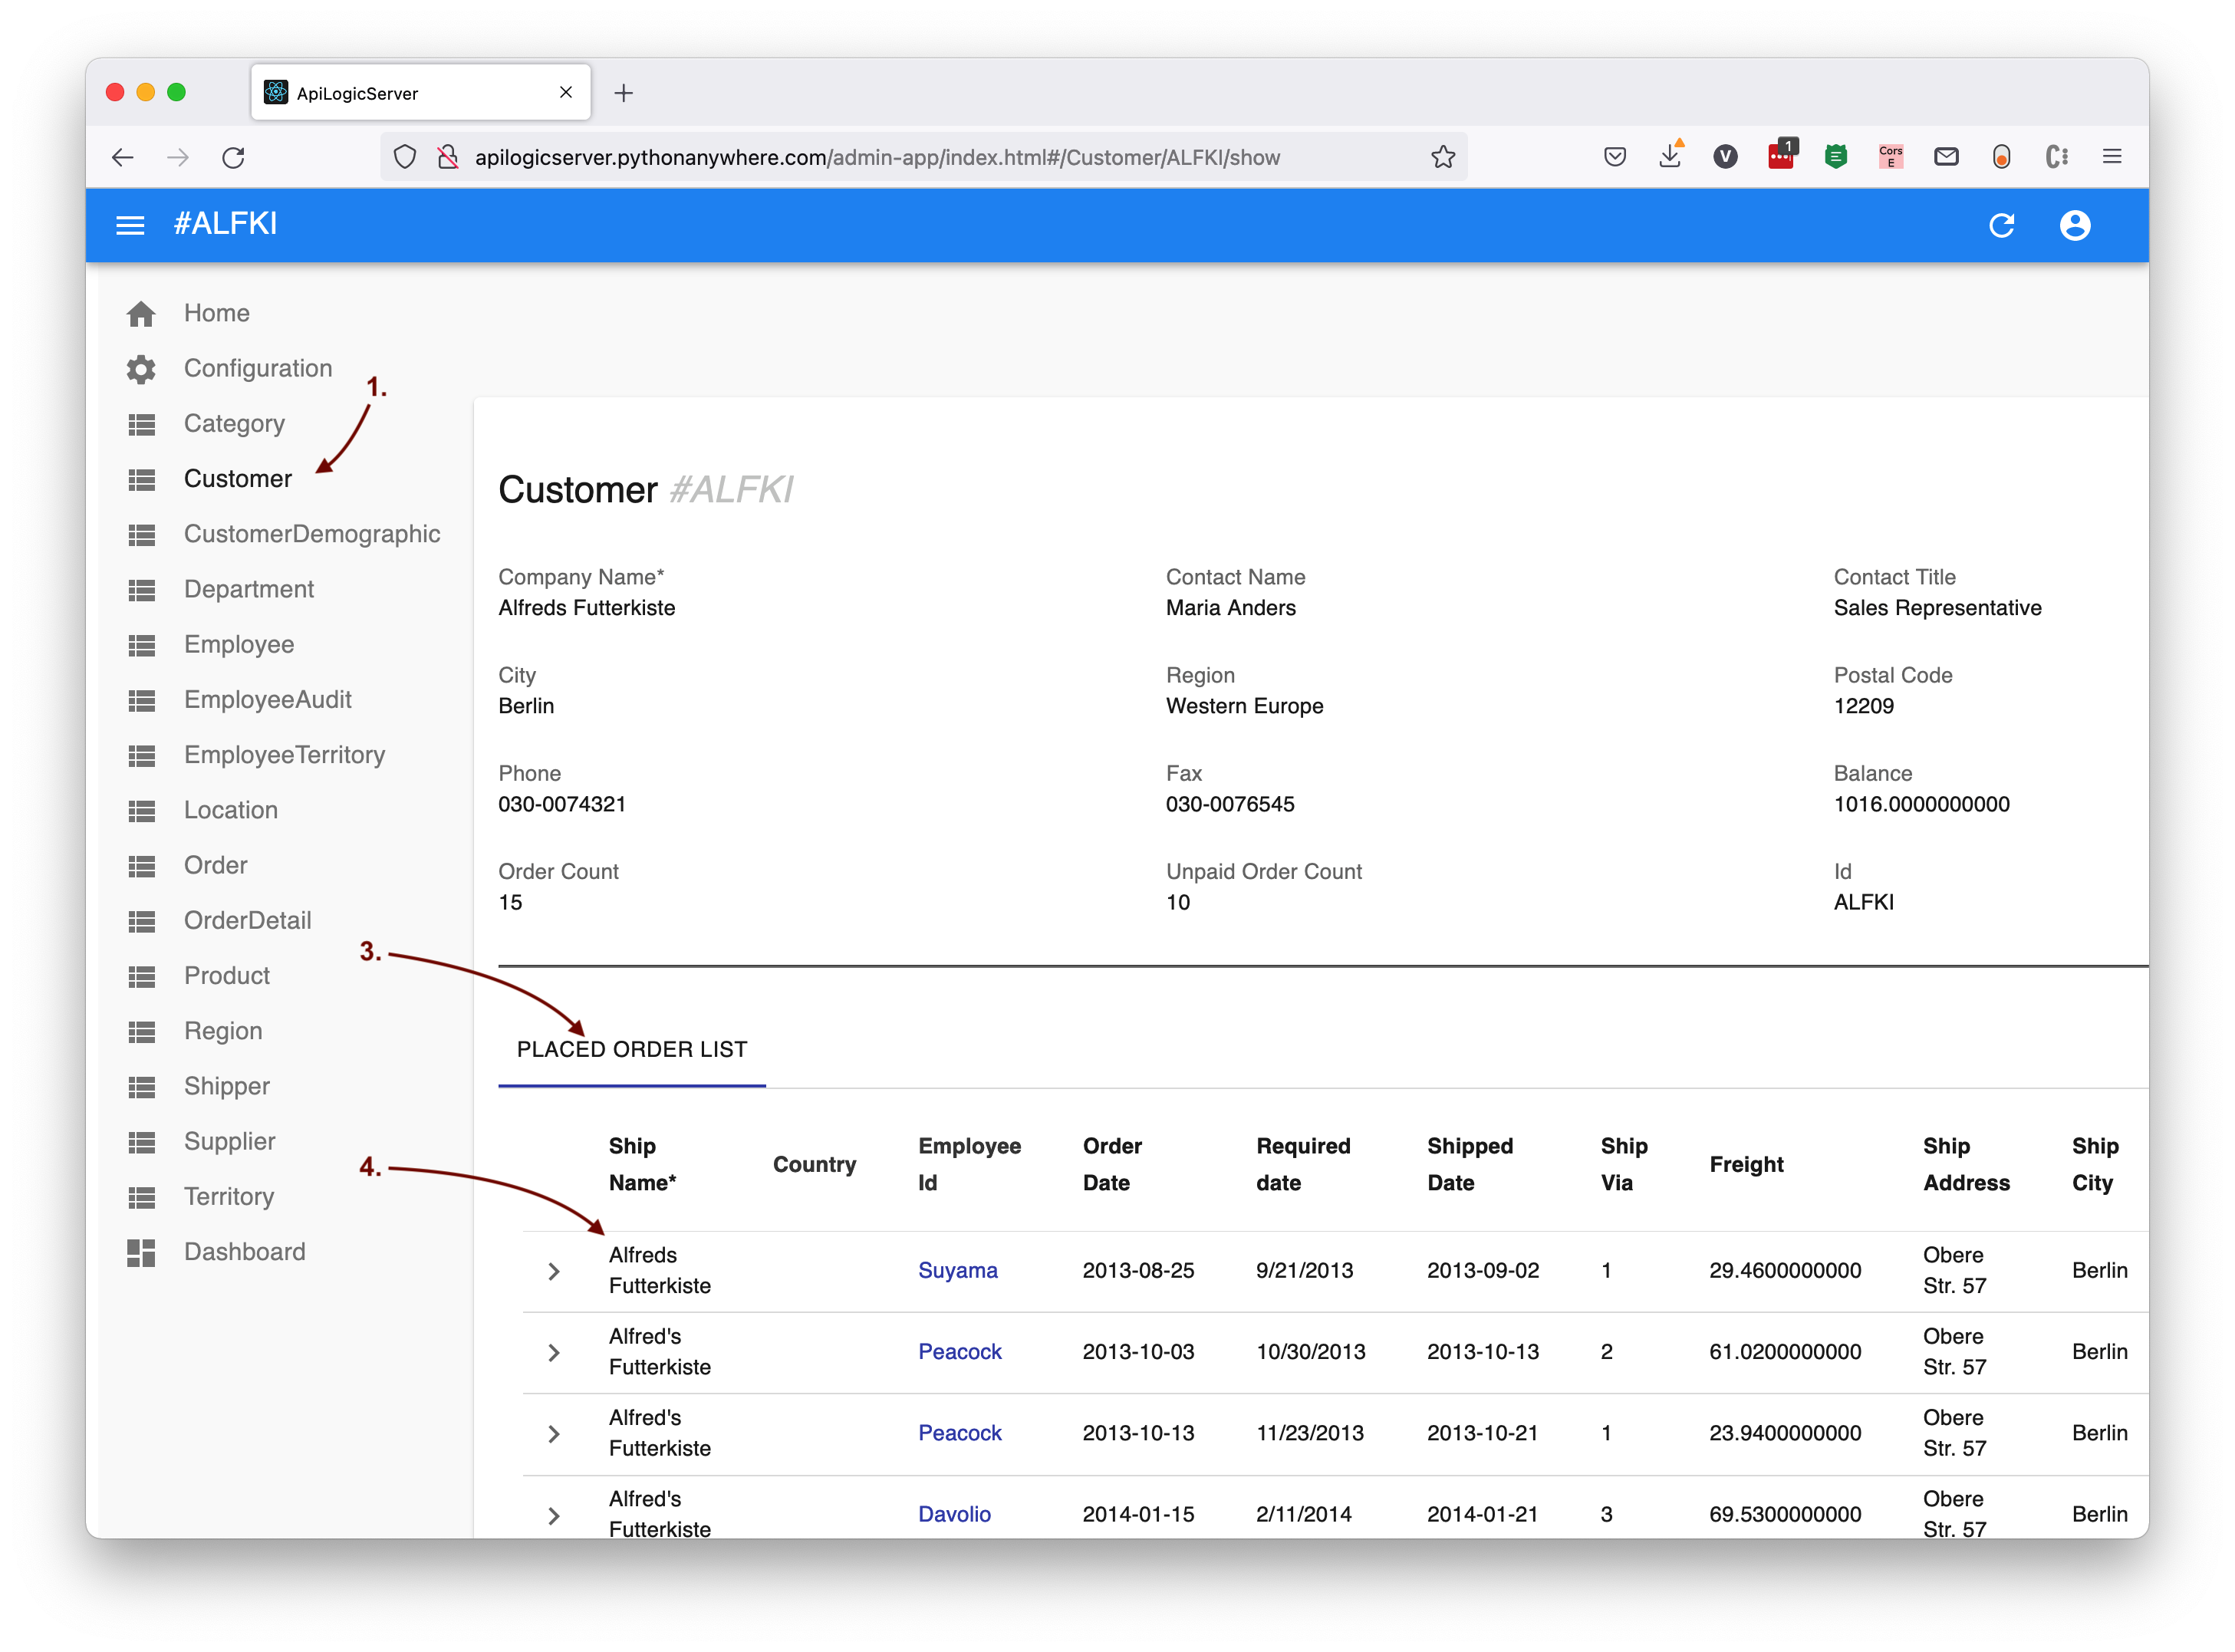 ApiLogicServer
apilogicserver.pythonanywhere.com/admin-app/index.html#/Customer/ALFKI/show
V
1
Cors
E
#ALFKI
Home
Configuration
1.
Category
Customer
CustomerDemographic
Department
Employee
EmployeeAudit
EmployeeTerritory
Location
Order
OrderDetail
3.
Product
Region
Shipper
Supplier
4.
Territory
Dashboard
Customer #ALFKI
Company Name*
Alfreds Futterkiste
Contact Name
Maria Anders
Contact Title
Sales Representative
City
Berlin
Region
Western Europe
Postal Code
12209
Phone
030-0074321
Fax
030-0076545
Balance
1016.0000000000
Order Count
15
Unpaid Order Count
10
Id
ALFKI
PLACED ORDER LIST
Ship Name* Country Employee Id Order Date Required date Shipped Date Ship Via Freight Ship Address Ship City
Alfreds Futterkiste Suyama 2013-08-25 9/21/2013 2013-09-02 1 29.4600000000 Obere Str. 57 Berlin
Alfred's Futterkiste Peacock 2013-10-03 10/30/2013 2013-10-13 2 61.0200000000 Obere Str. 57 Berlin
Alfred's Futterkiste Peacock 2013-10-13 11/23/2013 2013-10-21 1 23.9400000000 Obere Str. 57 Berlin
Alfred's Futterkiste Davolio 2014-01-15 2/11/2014 2014-01-21 3 69.5300000000 Obere Str. 57 Berlin